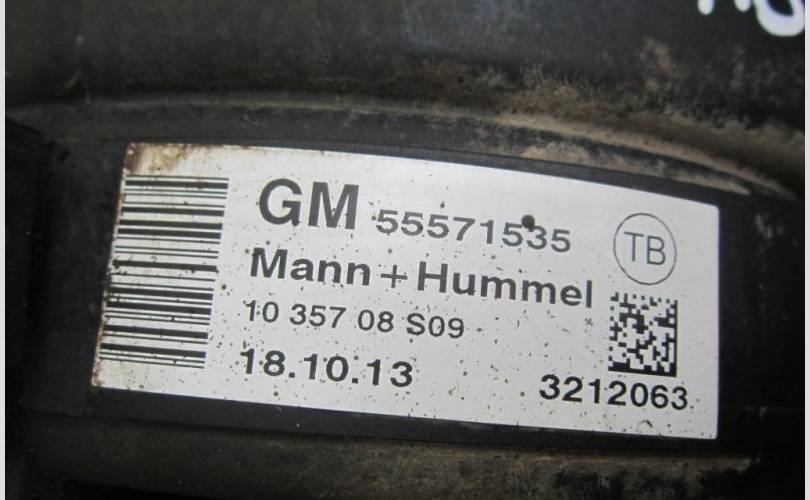 GM 55571535
TB
Mann+Hummel
10 357 08 S09
18.10.13
3212063